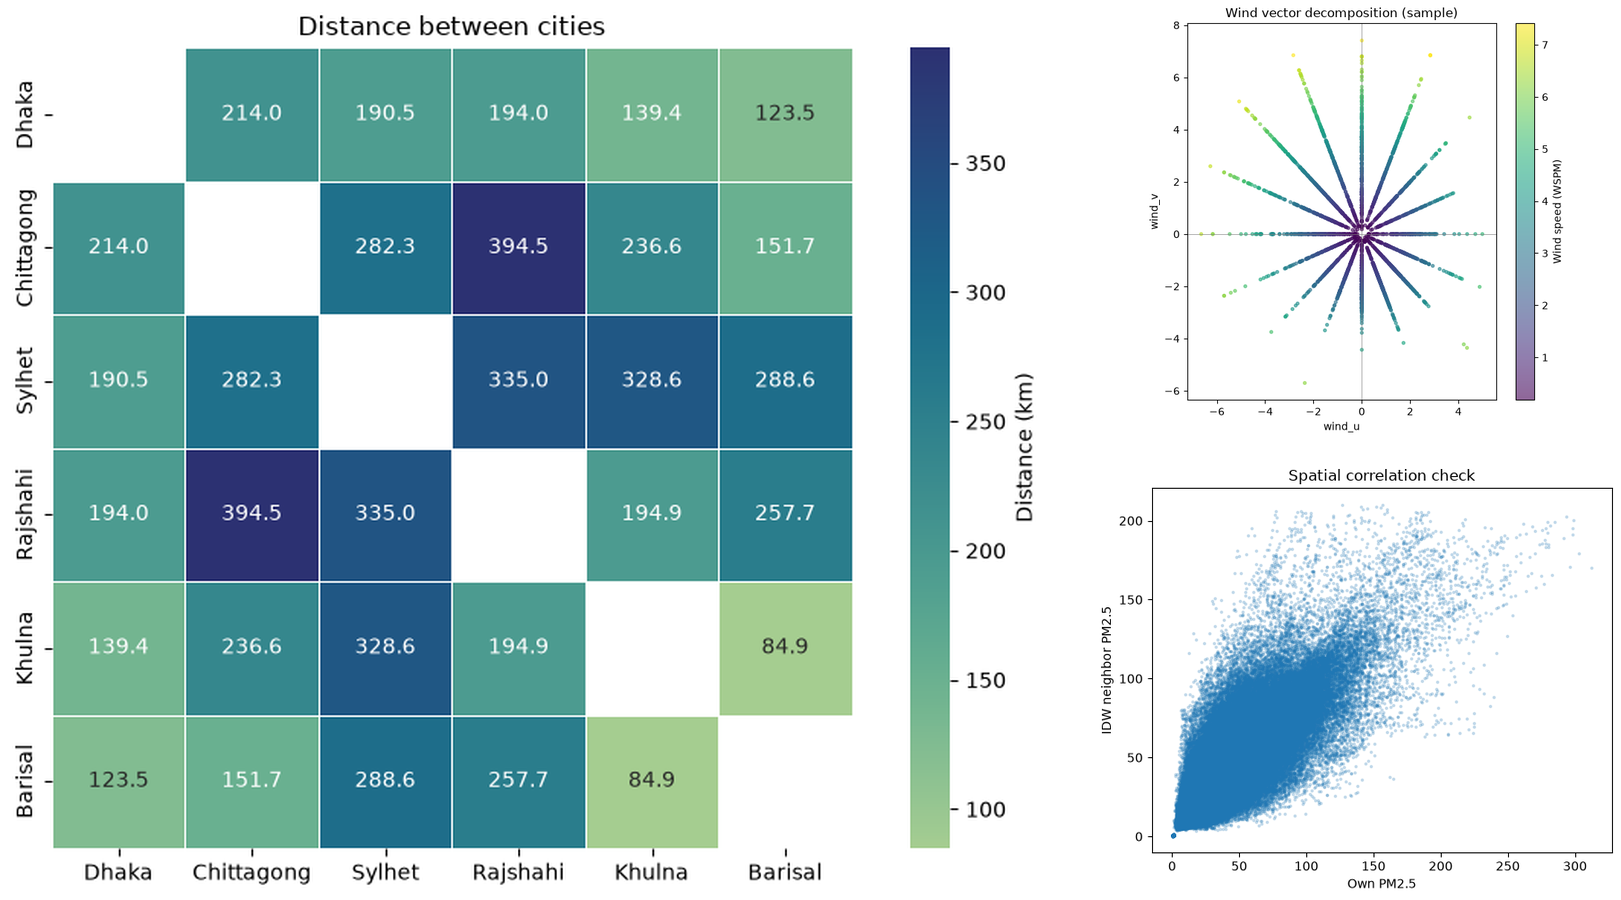 Distance between cities
Dhaka
214.0 190.5 194.0 139.4 123.5
Chittagong
214.0 282.3 394.5 236.6 151.7
Sylhet
190.5 282.3 335.0 328.6 288.6
Rajshahi
194.0 394.5 335.0 194.9 257.7
Khulna
139.4 236.6 328.6 194.9 84.9
Barisal
123.5 151.7 288.6 257.7 84.9
Dhaka Chittagong Sylhet Rajshahi Khulna Barisal
350
300
250
200
150
100
Distance (km)
Wind vector decomposition (sample)
8
6
4
2
0
−2
−4
−6
wind_v
−6 −4 −2 0 2 4
wind_u
7
6
5
4
3
2
1
Wind speed (WSPM)
Spatial correlation check
200
150
100
50
0
IDW neighbor PM2.5
0 50 100 150 200 250 300
Own PM2.5